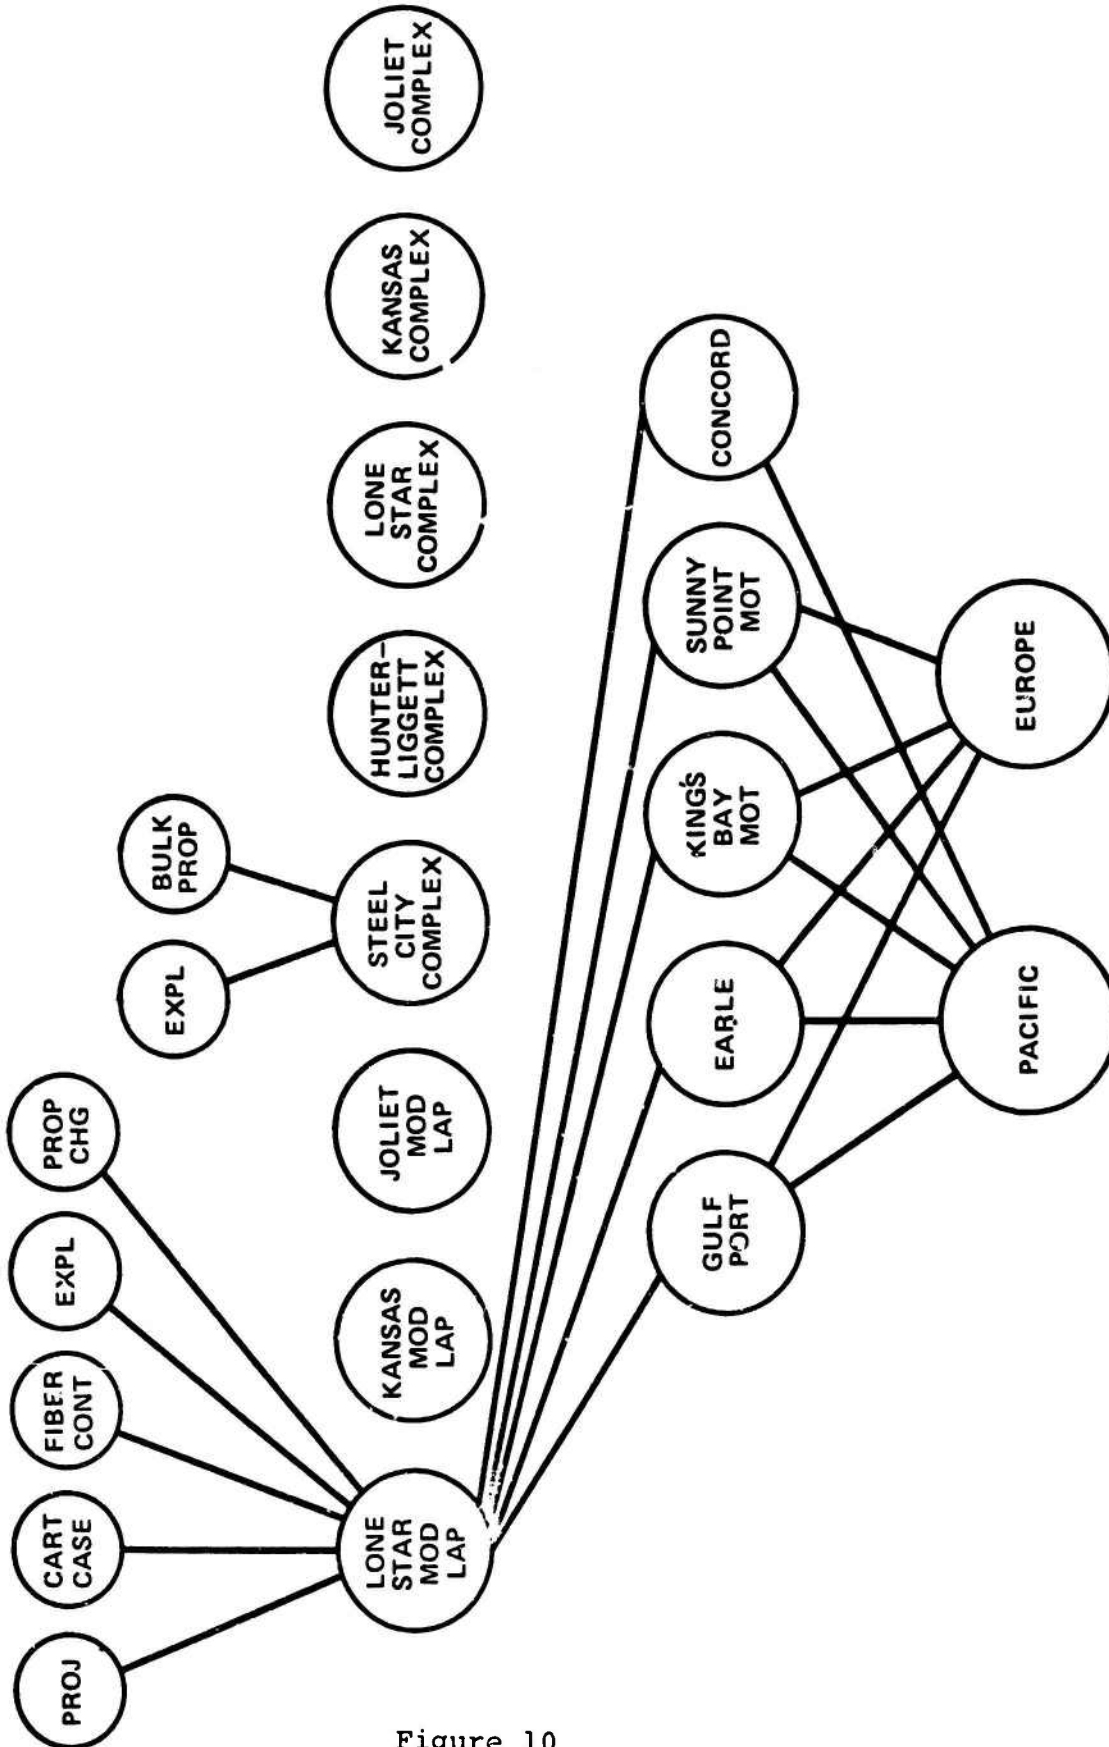 PROJ
CART
CASE
FIBER
CONT
EXPL
PROP
CHG
EXPL
BULK
PROP
LONE
STAR
MOD
LAP
KANSAS
MOD
LAP
JOLIET
MOD
LAP
STEEL
CITY
COMPLEX
HUNTER-
LIGGETT
COMPLEX
LONE
STAR
COMPLEX
KANSAS
COMPLEX
JOLIET
COMPLEX
GULF
PORT
EARLE
KING'S
BAY
MOT
SUNNY
POINT
MOT
CONCORD
PACIFIC
EUROPE
Figure 10